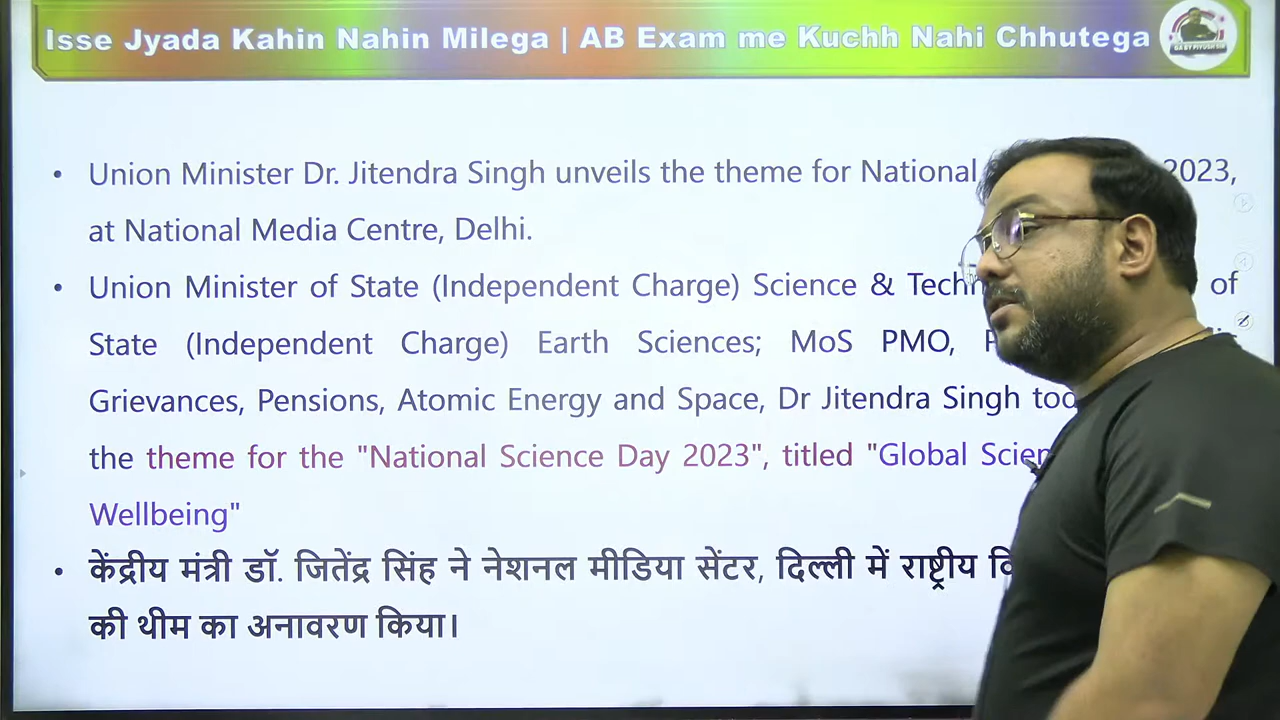 Isse Jyada Kahin Nahin Milega | AB Exam me Kuchh Nahi Chhutega
• Union Minister Dr. Jitendra Singh unveils the theme for National 2023,
at National Media Centre, Delhi.
• Union Minister of State (Independent Charge) Science & of
State (Independent Charge) Earth Sciences; MoS PMO,
Grievances, Pensions, Atomic Energy and Space, Dr Jitendra Singh
the theme for the "National Science Day 2023", titled "Global
Wellbeing"
• केंद्रीय मंत्री डॉ. जितेंद्र सिंह ने नेशनल मीडिया सेंटर, दिल्ली में राष्ट्रीय
की थीम का अनावरण किया।